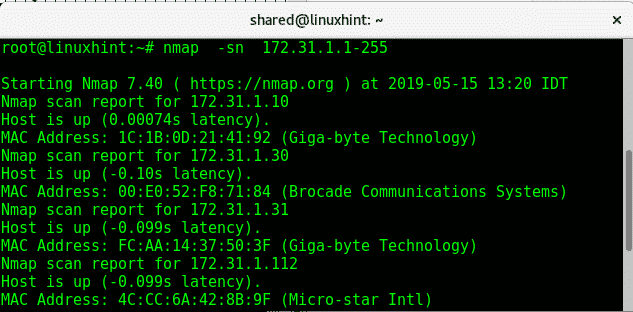 shared@linuxhint: ~
root@linuxhint:~# nmap  -sn  172.31.1.1-255
Starting Nmap 7.40 ( https://nmap.org ) at 2019-05-15 13:20 IDT
Nmap scan report for 172.31.1.10
Host is up (0.00074s latency).
MAC Address: 1C:1B:0D:21:41:92 (Giga-byte Technology)
Nmap scan report for 172.31.1.30
Host is up (-0.10s latency).
MAC Address: 00:E0:52:F8:71:84 (Brocade Communications Systems)
Nmap scan report for 172.31.1.31
Host is up (-0.099s latency).
MAC Address: FC:AA:14:37:50:3F (Giga-byte Technology)
Nmap scan report for 172.31.1.112
Host is up (-0.099s latency).
MAC Address: 4C:CC:6A:42:8B:9F (Micro-star Intl)